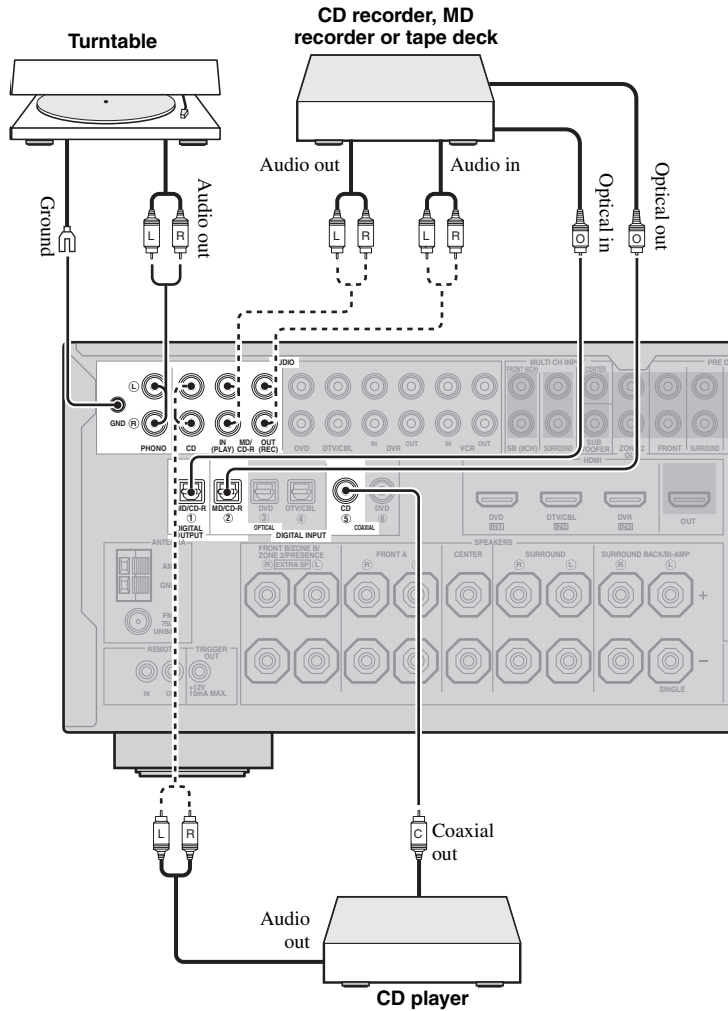 CD recorder, MD
recorder or tape deck
Turntable
Audio out
Audio in
Ground
Audio out
Optical in
Optical out
L
R
L
R
L
R
O
O
AUDIO
MULTI CH INPUT
PRE O
FRONT (6CH)
CENTER
L
GND
R
PHONO
CD
IN
(PLAY)
MD/
CD-R
OUT
(REC)
DVD
DTV/CBL
IN
DVR
OUT
IN
VCR
OUT
SB (8CH)
SURROUND
SUB
WOOFER
FRONT
SURROUND
HDMI
MD/CD-R
①
DIGITAL
OUTPUT
MD/CD-R
②
DVD
③
OPTICAL
DTV/CBL
④
DIGITAL INPUT
CD
⑤
COAXIAL
DVD
⑥
DVD
IN1
DTV/CBL
IN2
DVR
IN3
OUT
SPEAKERS
FRONT B/ZONE B/
ZONE 2/PRESENCE
R
EXTRA SP
L
FRONT A
R
CENTER
SURROUND
R
L
SURROUND BACK/BI-AMP
R
L
+
–
SINGLE
TRIGGER
OUT
IN
+12V
15mA MAX.
L
R
C
Coaxial
out
Audio
out
CD player